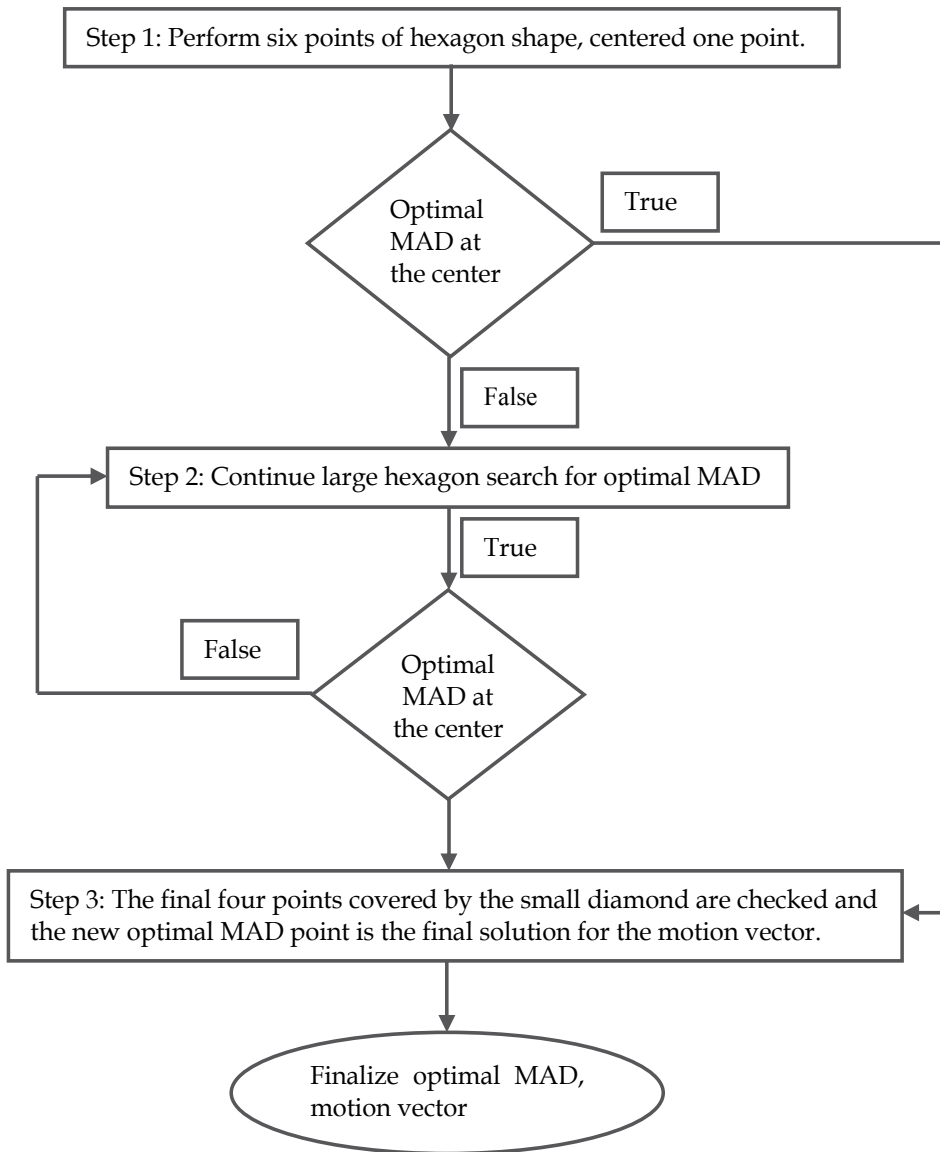 Step 1: Perform six points of hexagon shape, centered one point.
True
Optimal
MAD at
the center
False
Step 2: Continue large hexagon search for optimal MAD
True
False
Optimal
MAD at
the center
Step 3: The final four points covered by the small diamond are checked and
the new optimal MAD point is the final solution for the motion vector.
Finalize optimal MAD,
motion vector